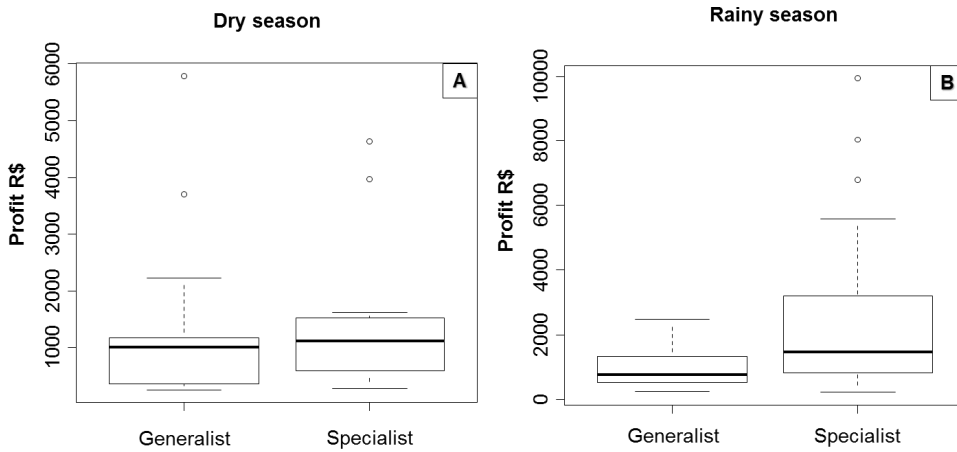 Dry season
A
Profit R$
6000
5000
4000
3000
2000
1000
Generalist
Specialist
Rainy season
B
Profit R$
10000
8000
6000
4000
2000
0
Generalist
Specialist